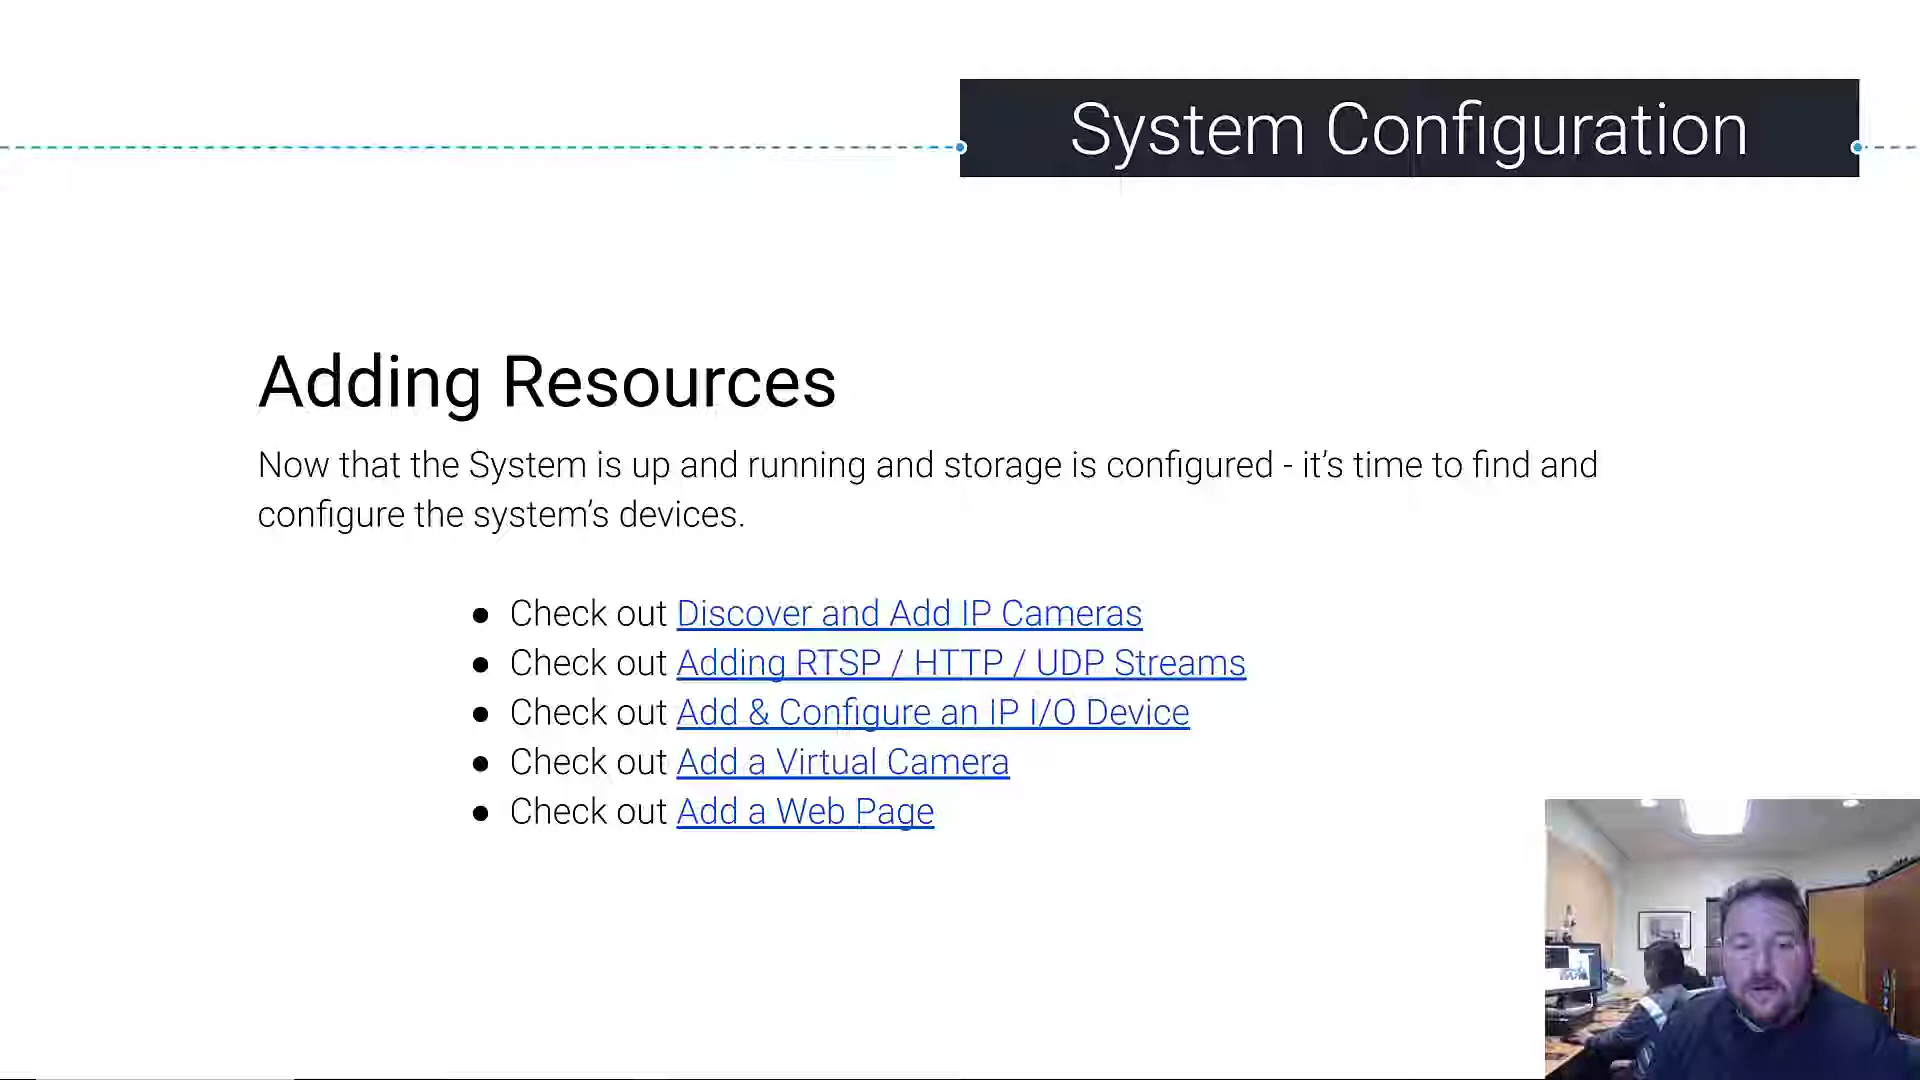 System Configuration
Adding Resources
Now that the System is up and running and storage is configured - it’s time to find and
configure the system’s devices.
● Check out Discover and Add IP Cameras
● Check out Adding RTSP / HTTP / UDP Streams
● Check out Add & Configure an IP I/O Device
● Check out Add a Virtual Camera
● Check out Add a Web Page